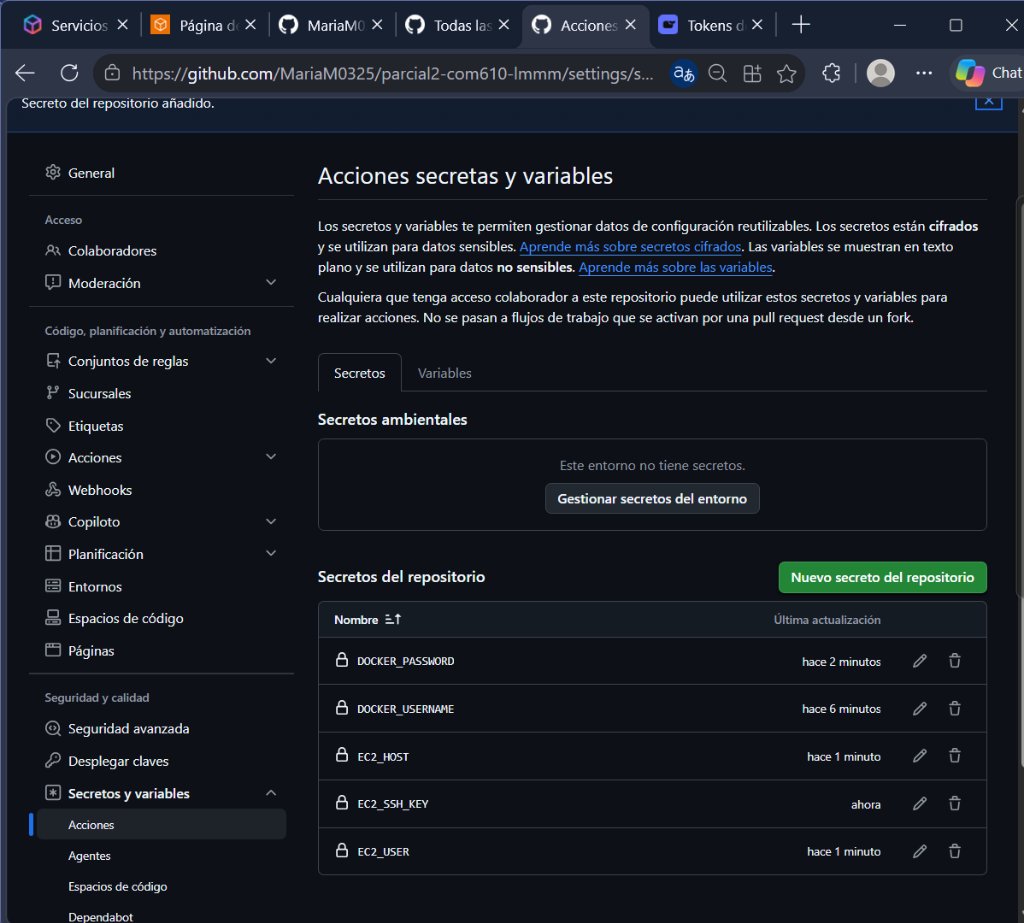 Servicios
Página de
MariaM0
Todas las
Acciones
Tokens d
https://github.com/MariaM0325/parcial2-com610-lmmm/settings/s...
Chat
Secreto del repositorio añadido.
General
Acceso
Colaboradores
Moderación
Código, planificación y automatización
Conjuntos de reglas
Sucursales
Etiquetas
Acciones
Webhooks
Copiloto
Planificación
Entornos
Espacios de código
Páginas
Seguridad y calidad
Seguridad avanzada
Desplegar claves
Secretos y variables
Acciones
Agentes
Espacios de código
Dependabot
Acciones secretas y variables
Los secretos y variables te permiten gestionar datos de configuración reutilizables. Los secretos están cifrados
y se utilizan para datos sensibles. Aprende más sobre secretos cifrados. Las variables se muestran en texto
plano y se utilizan para datos no sensibles. Aprende más sobre las variables.
Cualquiera que tenga acceso colaborador a este repositorio puede utilizar estos secretos y variables para
realizar acciones. No se pasan a flujos de trabajo que se activan por una pull request desde un fork.
Secretos Variables
Secretos ambientales
Este entorno no tiene secretos.
Gestionar secretos del entorno
Secretos del repositorio
Nuevo secreto del repositorio
Nombre Última actualización
DOCKER_PASSWORD hace 2 minutos
DOCKER_USERNAME hace 6 minutos
EC2_HOST hace 1 minuto
EC2_SSH_KEY ahora
EC2_USER hace 1 minuto